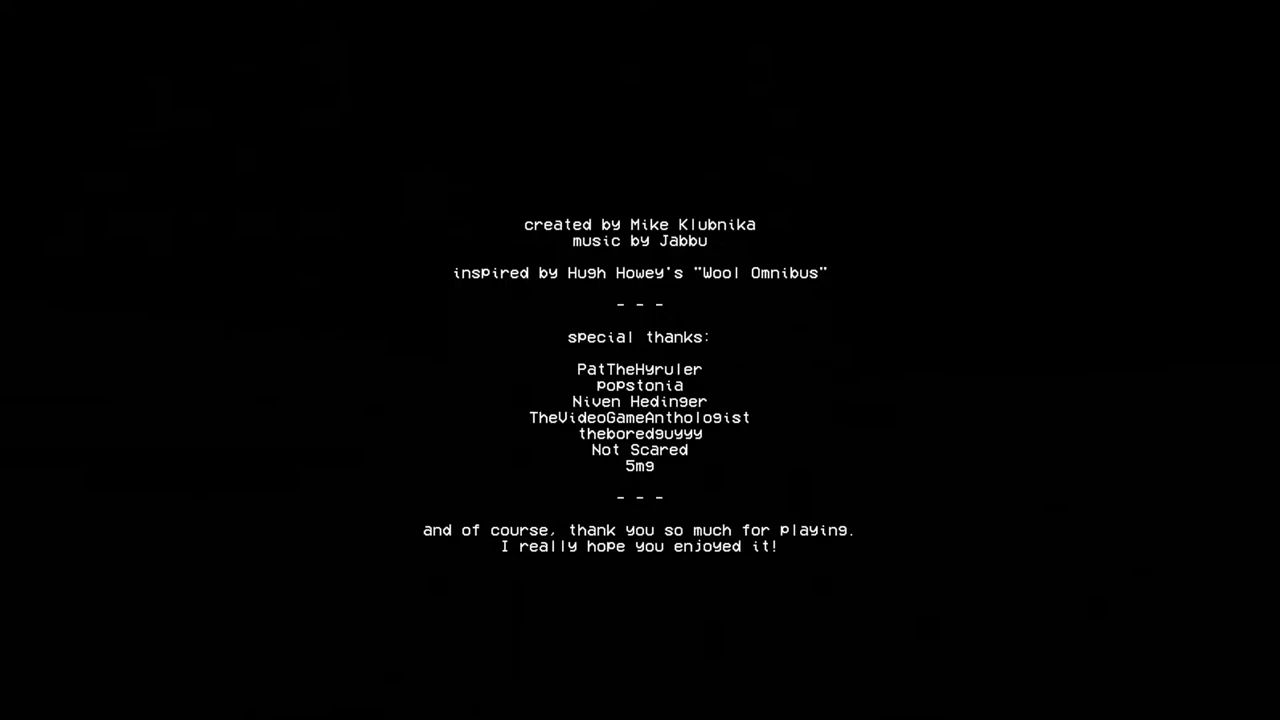 created by Mike Klubnika
music by Jabbu
inspired by Hugh Howey's "Wool Omnibus"
- - -
special thanks:
PatTheHyruler
popstonia
Niven Hedinger
TheVideoGameAnthologist
theboredguyyy
Not Scared
5mg
- - -
and of course, thank you so much for playing.
I really hope you enjoyed it!